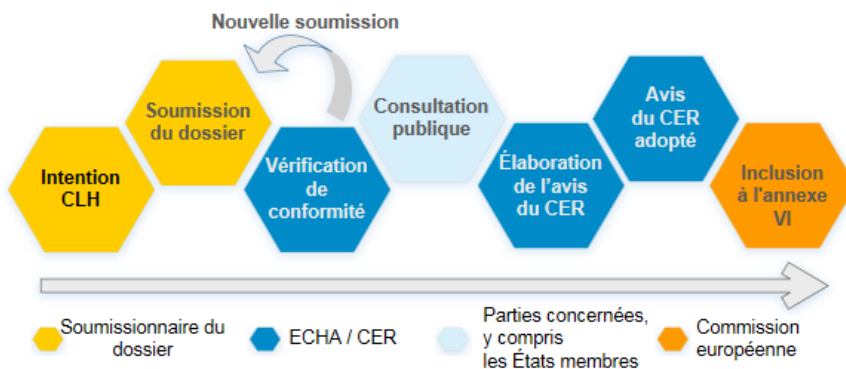 Nouvelle soumission
Intention
CLH
Soumission
du dossier
Vérification
de
conformité
Consultation
publique
Élaboration
de l'avis
du CER
Avis
du CER
adopté
Inclusion
à l'annexe
VI
Soumissionnaire du
dossier
ECHA / CER
Parties concernées,
y compris
les États membres
Commission
européenne